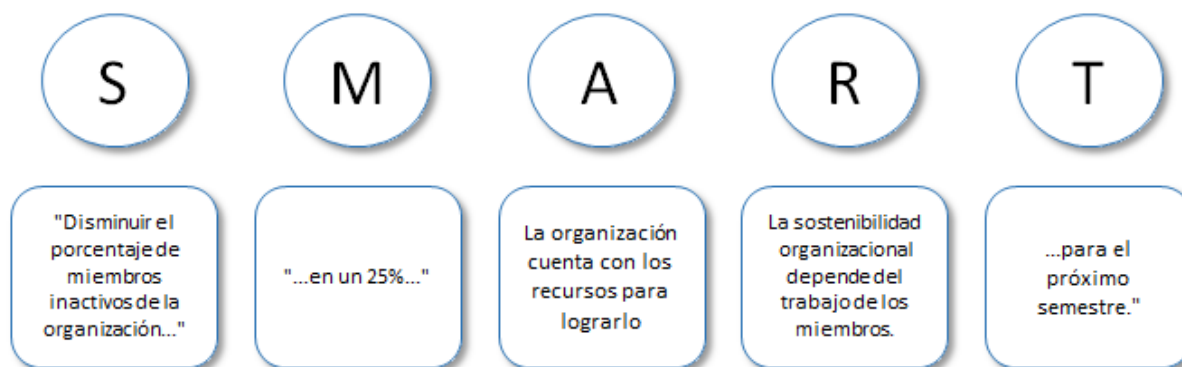 S
M
A
R
T
"Disminuir el
porcentaje de
miembros
inactivos de la
organización..."
"...en un 25%..."
La organización
cuenta con los
recursos para
lograrlo
La sostenibilidad
organizacional
depende del
trabajo de los
miembros.
...para el
próximo
semestre."